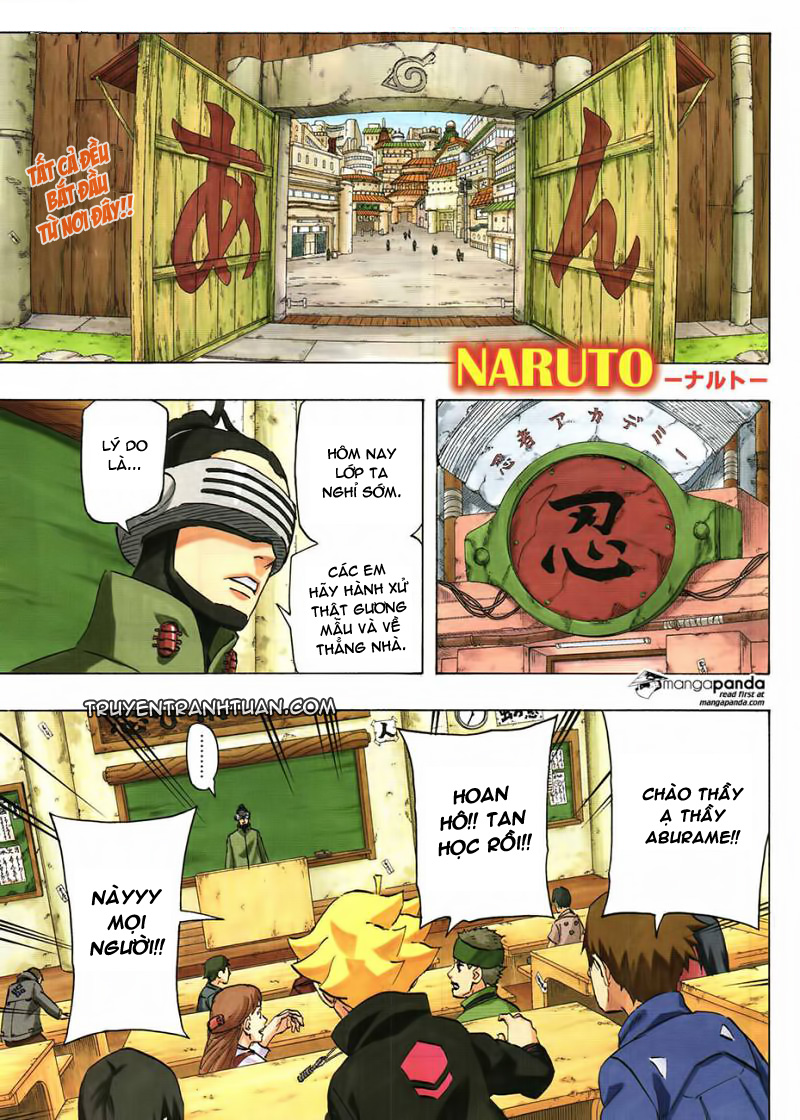 TẤT CẢ ĐỀU
BẮT ĐẦU
TỪ NƠI ĐÂY!!
あ
ん
NARUTO
ーナルトー
忍者アカデミー
忍
HÔM NAY
LỚP TA
NGHỈ SỚM.
CÁC EM
HÃY HÀNH XỬ
THẬT GƯƠNG
MẪU VÀ VỀ
THẲNG NHÀ.
LÝ DO
LÀ...
mangapanda
read first at
mangapanda.com
TRUYENTRANHTUAN.COM
CHÀO THẦY
Ạ THẦY
ABURAME!!
HOAN
HÔ!! TAN
HỌC RỒI!!
........
人
NÀYYY
MỌI
NGƯỜI!!